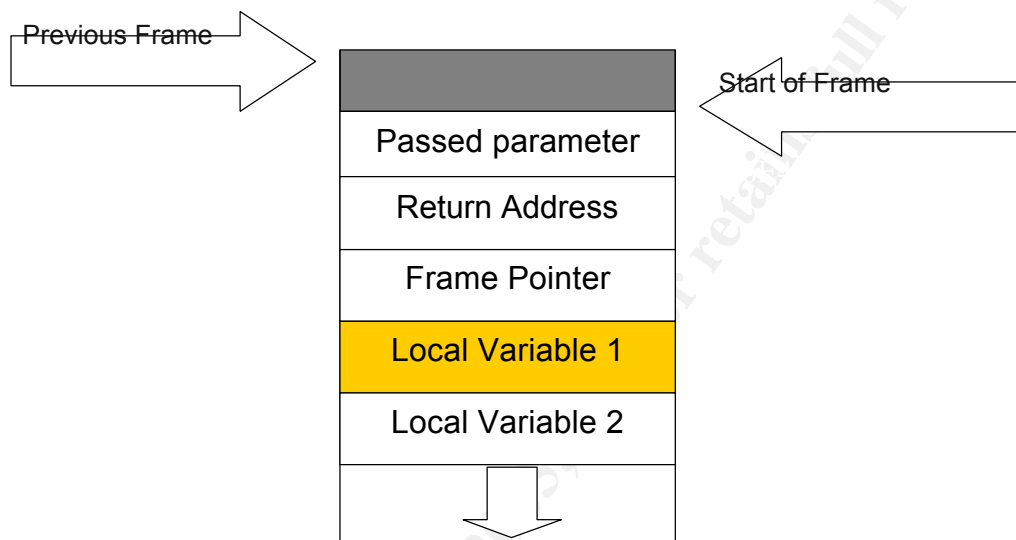 Previous Frame
Start of Frame
Passed parameter
Return Address
Frame Pointer
Local Variable 1
Local Variable 2